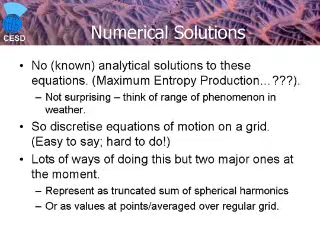 CESD
Numerical Solutions
• No (known) analytical solutions to these
equations. (Maximum Entropy Production…???).
– Not surprising – think of range of phenomenon in
weather.
• So discretise equations of motion on a grid.
(Easy to say; hard to do!)
• Lots of ways of doing this but two major ones at
the moment.
– Represent as truncated sum of spherical harmonics
– Or as values at points/averaged over regular grid.